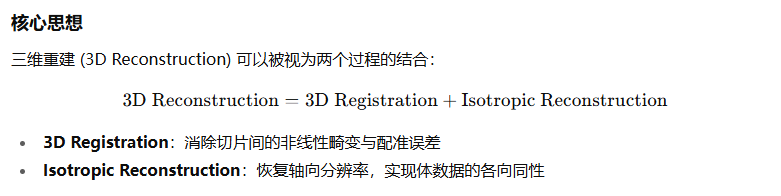 核心思想
三维重建 (3D Reconstruction) 可以被视为两个过程的结合：
3D Reconstruction = 3D Registration + Isotropic Reconstruction
• 3D Registration：消除切片间的非线性畸变与配准误差
• Isotropic Reconstruction：恢复轴向分辨率，实现体数据的各向同性